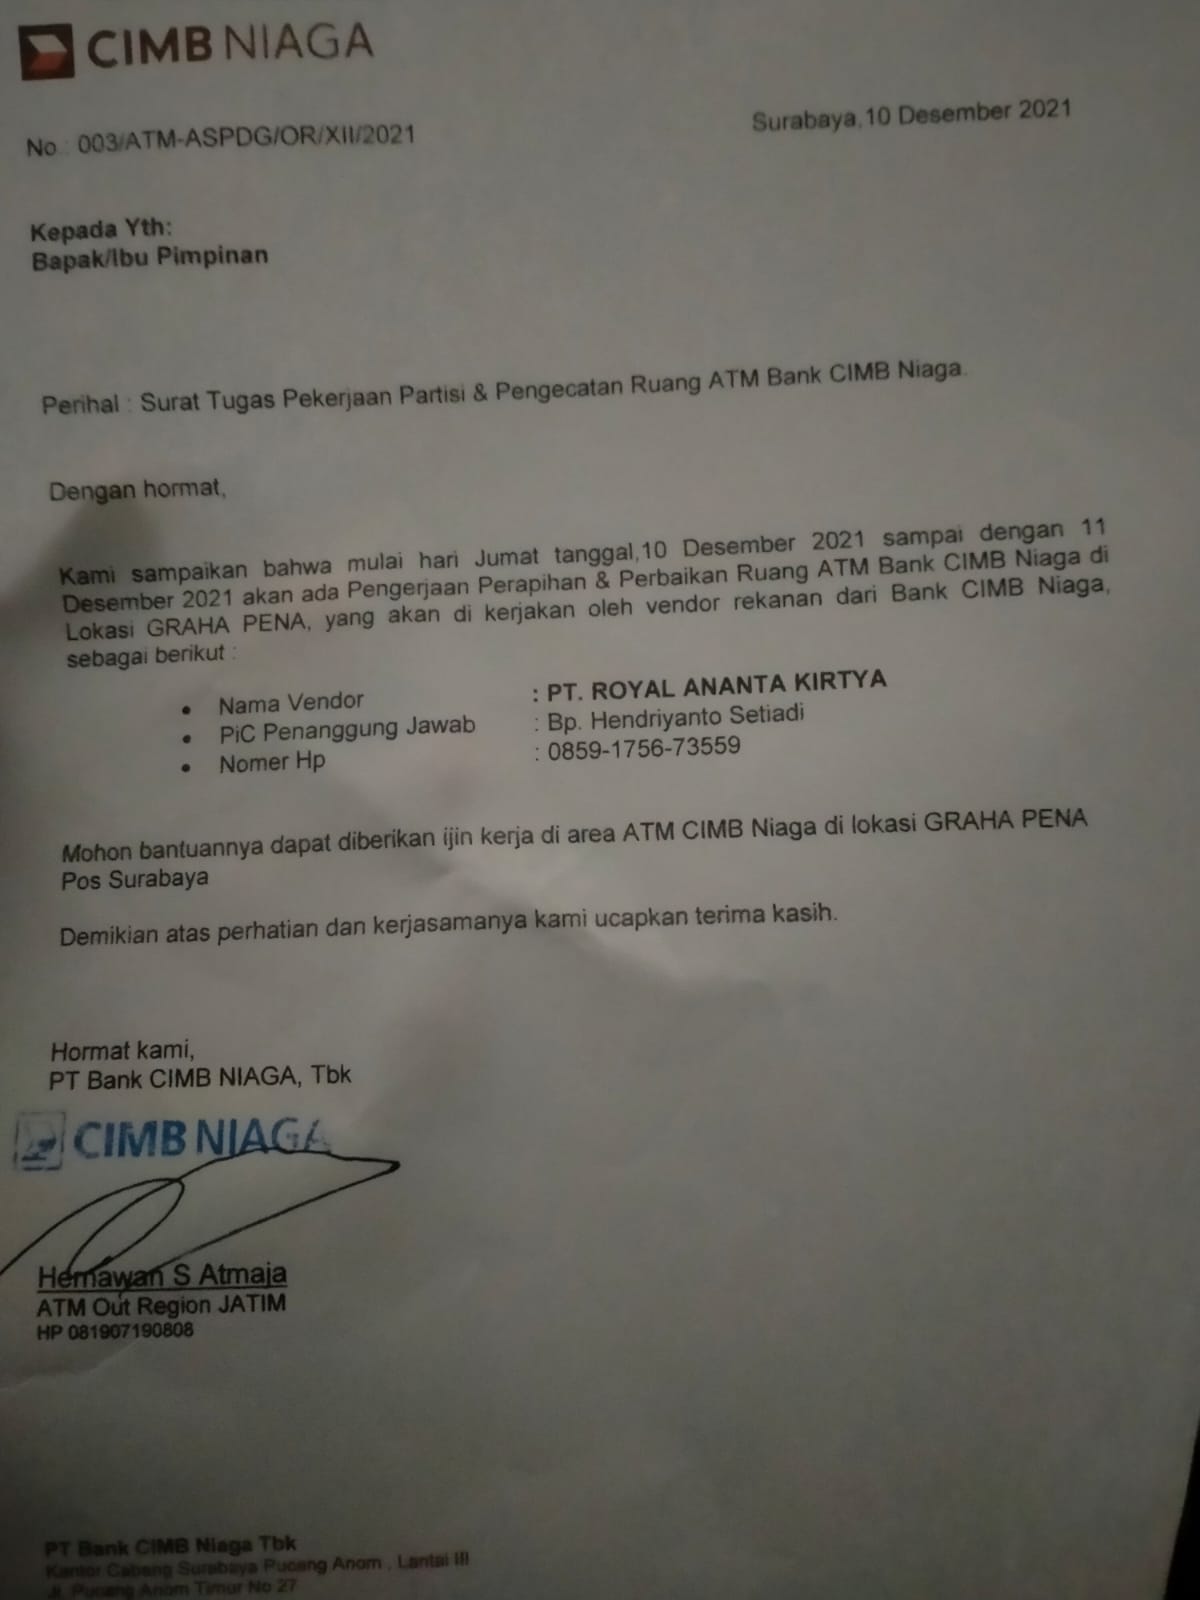 CIMB NIAGA
No.: 003/ATM-ASPDG/OR/XII/2021
Surabaya,10 Desember 2021
Kepada Yth:
Bapak/Ibu Pimpinan
Perihal : Surat Tugas Pekerjaan Partisi & Pengecatan Ruang ATM Bank CIMB Niaga.
Dengan hormat,
Kami sampaikan bahwa mulai hari Jumat tanggal,10 Desember 2021 sampai dengan 11
Desember 2021 akan ada Pengerjaan Perapihan & Perbaikan Ruang ATM Bank CIMB Niaga di
Lokasi GRAHA PENA, yang akan di kerjakan oleh vendor rekanan dari Bank CIMB Niaga,
sebagai berikut :
• Nama Vendor : PT. ROYAL ANANTA KIRTYA
• PiC Penanggung Jawab : Bp. Hendriyanto Setiadi
• Nomer Hp : 0859-1756-73559
Mohon bantuannya dapat diberikan ijin kerja di area ATM CIMB Niaga di lokasi GRAHA PENA
Pos Surabaya
Demikian atas perhatian dan kerjasamanya kami ucapkan terima kasih.
Hormat kami,
PT Bank CIMB NIAGA, Tbk
CIMB NIAGA
Hernawan S Atmaja
ATM Out Region JATIM
HP 081907190808
PT Bank CIMB Niaga Tbk
Kantor Cabang Surabaya Pucang Anom , Lantai III
Jl. Pucang Anom Timur No 27